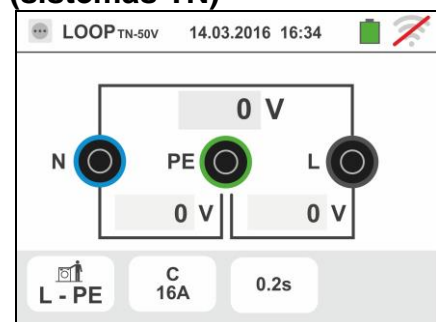 (sistemas TN)
LOOP TN-50V 14.03.2016 16:34
0 V
N PE L
0 V 0 V
L - PE C 0.2s
16A